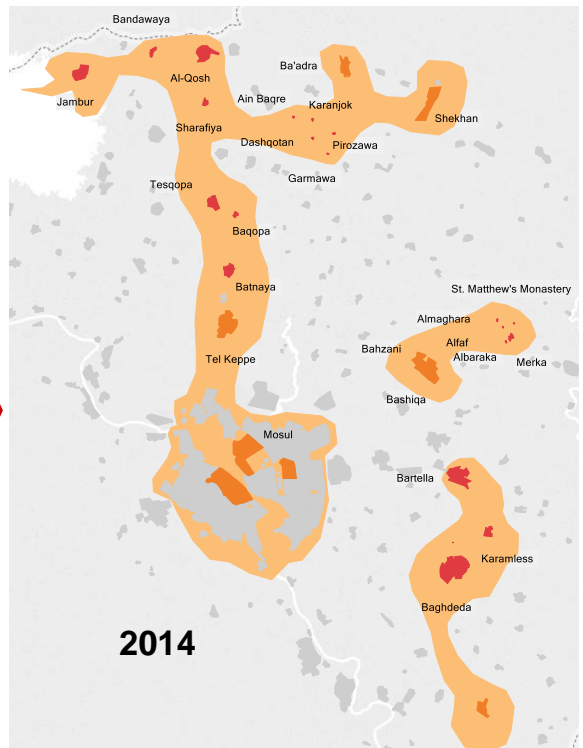 Bandawaya
Ba'adra
Al-Qosh
Ain Baqre
Jambur
Karanjok
Shekhan
Sharafiya
Dashqotan
Pirozawa
Garmawa
Tesqopa
Baqopa
Batnaya
St. Matthew's Monastery
Almaghara
Alfaf
Bahzani
Albaraka
Tel Keppe
Merka
Bashiqa
Mosul
Bartella
Karamless
Baghdeda
2014